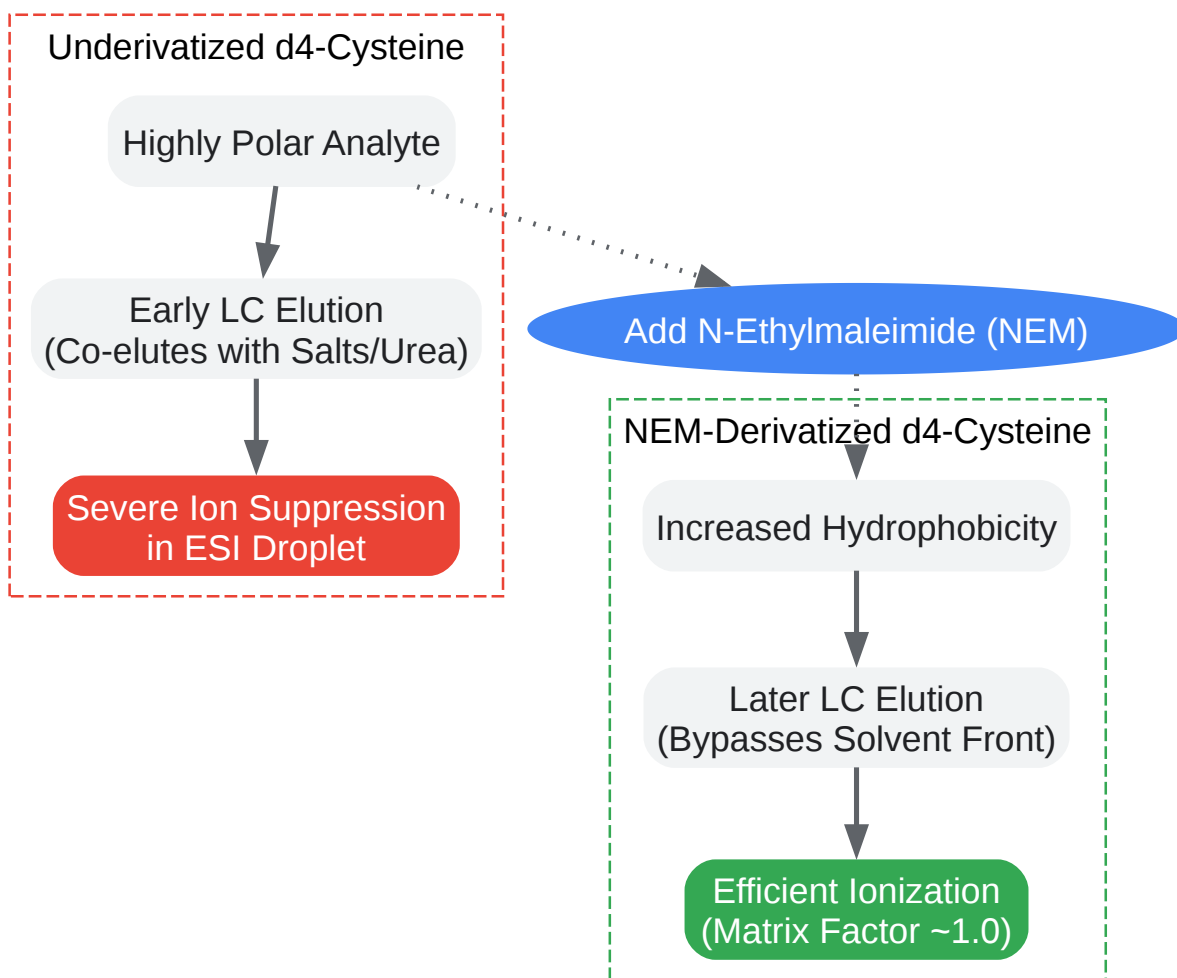 Underivatized d4-Cysteine
Highly Polar Analyte
Early LC Elution
(Co-elutes with Salts/Urea)
Severe Ion Suppression
in ESI Droplet
Add N-Ethylmaleimide (NEM)
NEM-Derivatized d4-Cysteine
Increased Hydrophobicity
Later LC Elution
(Bypasses Solvent Front)
Efficient Ionization
(Matrix Factor ~1.0)